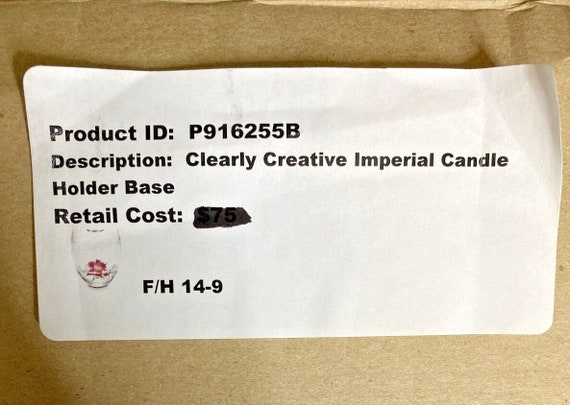 Product ID: P916255B
Description: Clearly Creative Imperial Candle
Holder Base
Retail Cost: $75
F/H 14-9